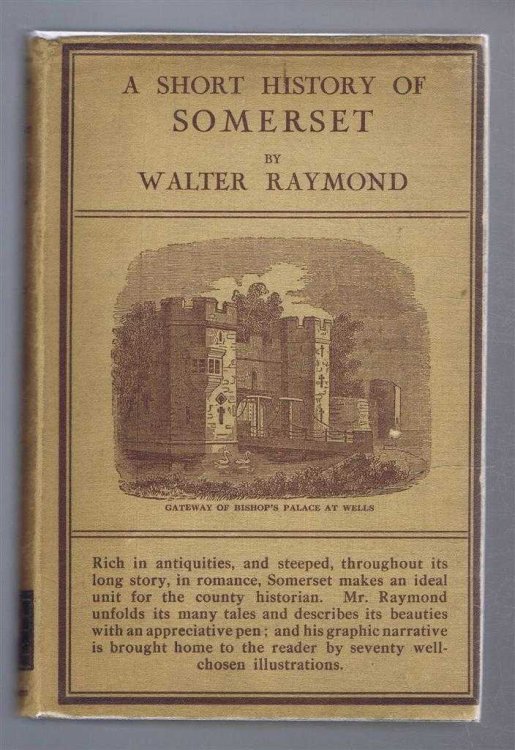 A SHORT HISTORY OF
SOMERSET
BY
WALTER RAYMOND
GATEWAY OF BISHOP'S PALACE AT WELLS
Rich in antiquities, and steeped, throughout its
long story, in romance, Somerset makes an ideal
unit for the county historian. Mr. Raymond
unfolds its many tales and describes its beauties
with an appreciative pen; and his graphic narrative
is brought home to the reader by seventy well-
chosen illustrations.